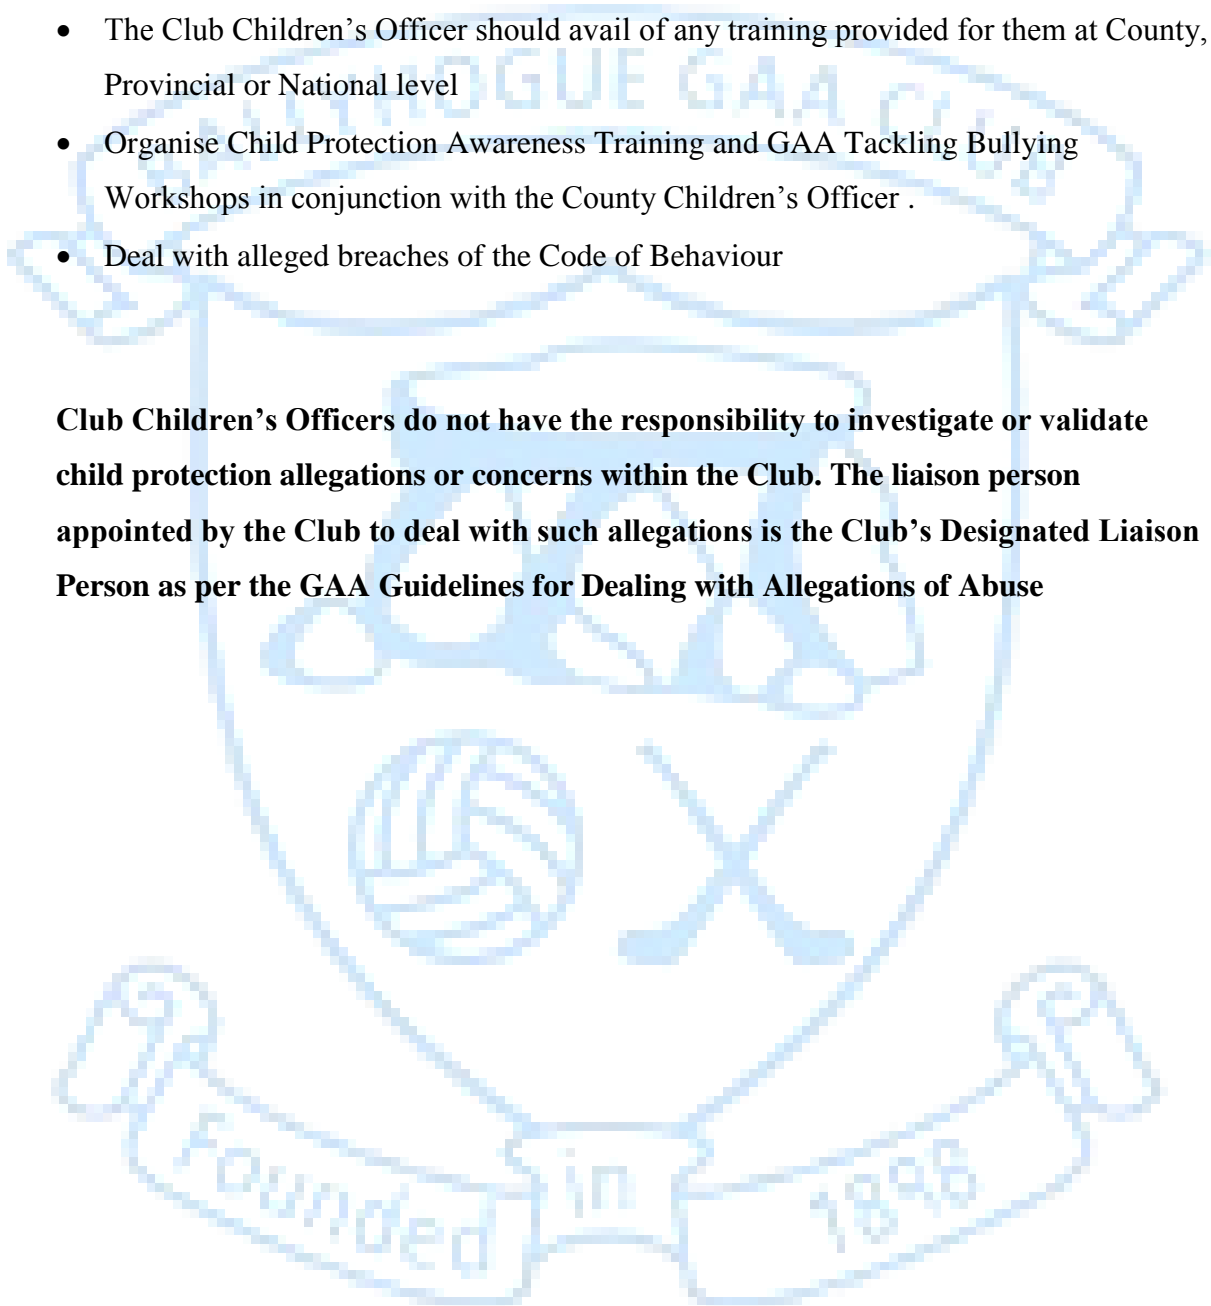 • The Club Children’s Officer should avail of any training provided for them at County,
Provincial or National level
• Organise Child Protection Awareness Training and GAA Tackling Bullying
Workshops in conjunction with the County Children’s Officer .
• Deal with alleged breaches of the Code of Behaviour
Club Children’s Officers do not have the responsibility to investigate or validate
child protection allegations or concerns within the Club. The liaison person
appointed by the Club to deal with such allegations is the Club’s Designated Liaison
Person as per the GAA Guidelines for Dealing with Allegations of Abuse
BALLYHOGUE GAA CLUB
Founded in